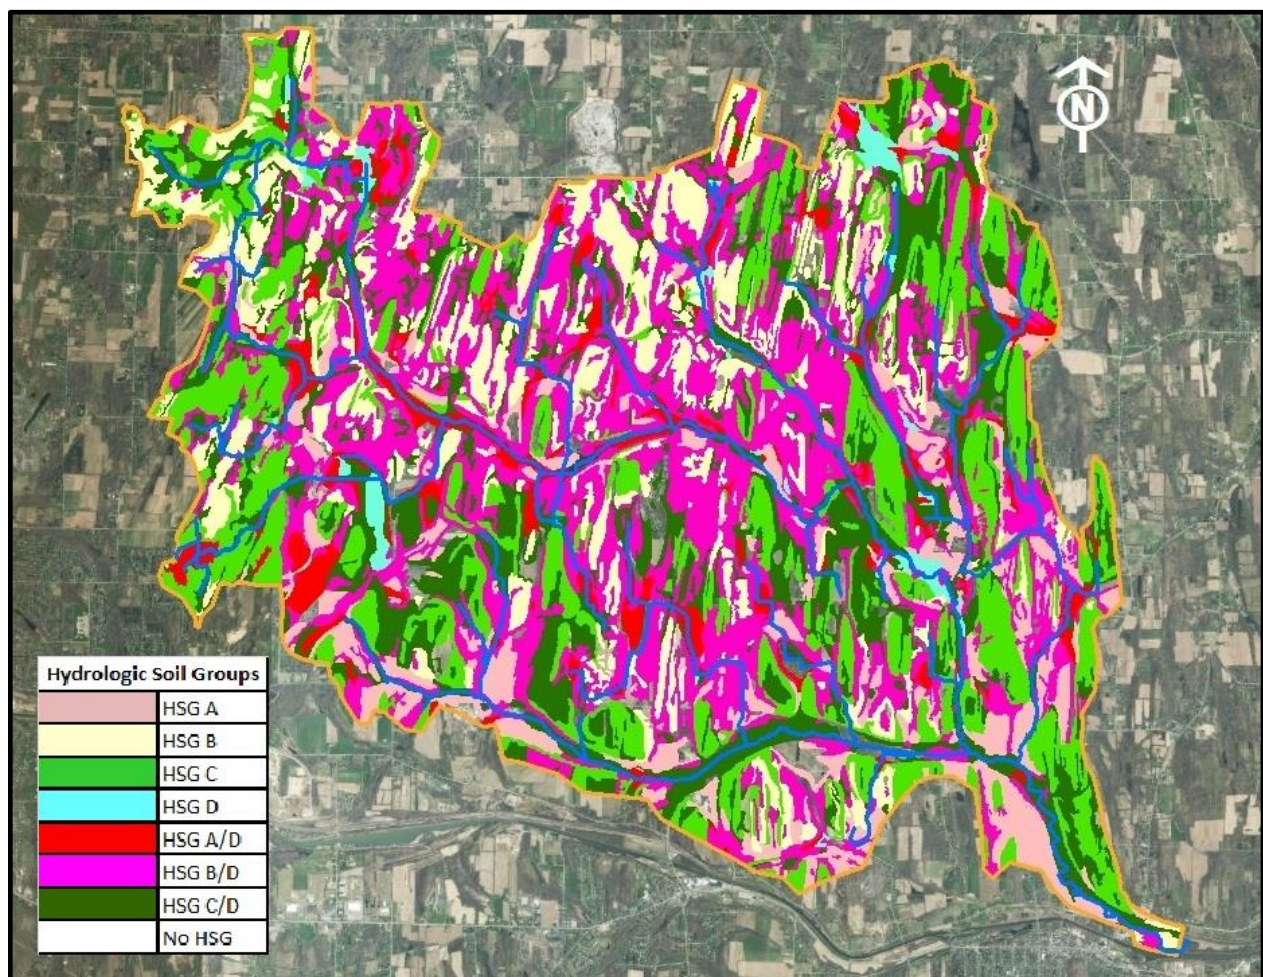 N
Hydrologic Soil Groups
HSG A
HSG B
HSG C
HSG D
HSG A/D
HSG B/D
HSG C/D
No HSG